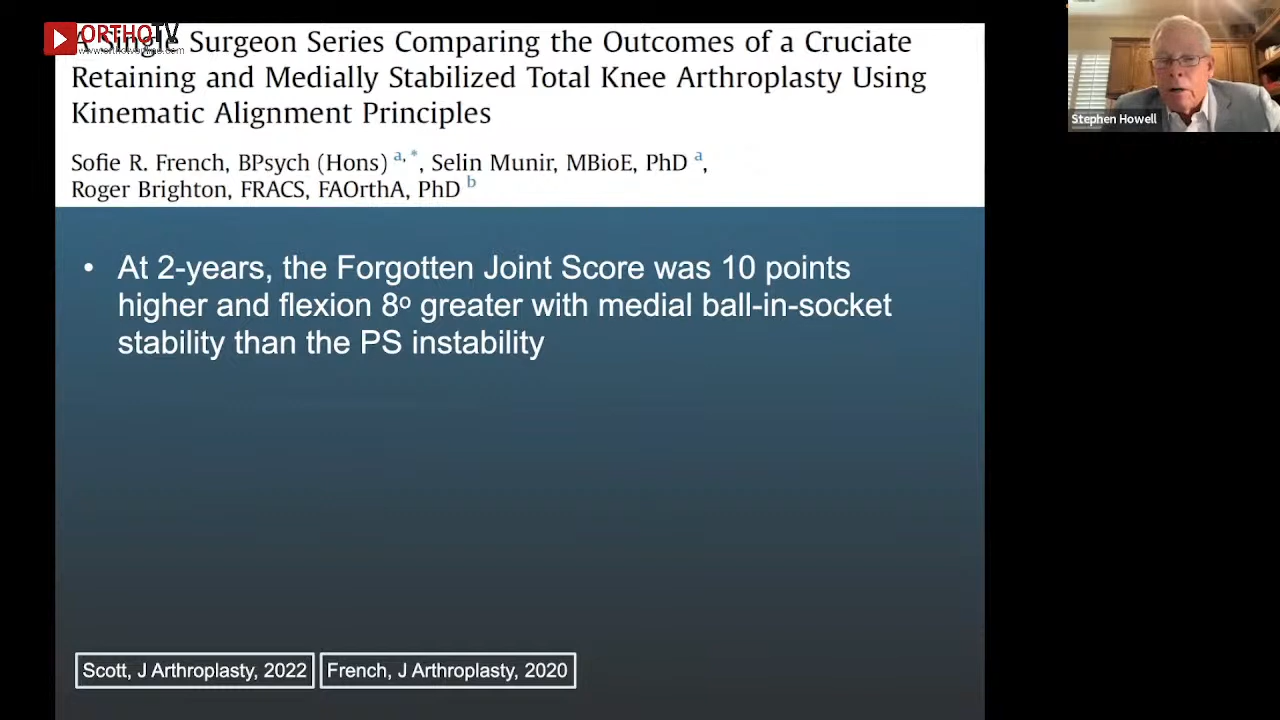 ORTHOTV
www.orthotvonline.com
A Single Surgeon Series Comparing the Outcomes of a Cruciate
Retaining and Medially Stabilized Total Knee Arthroplasty Using
Kinematic Alignment Principles
Sofie R. French, BPsych (Hons) a, *, Selin Munir, MBioE, PhD a,
Roger Brighton, FRACS, FAOrthA, PhD b
• At 2-years, the Forgotten Joint Score was 10 points
higher and flexion 8º greater with medial ball-in-socket
stability than the PS instability
Scott, J Arthroplasty, 2022
French, J Arthroplasty, 2020
Stephen Howell